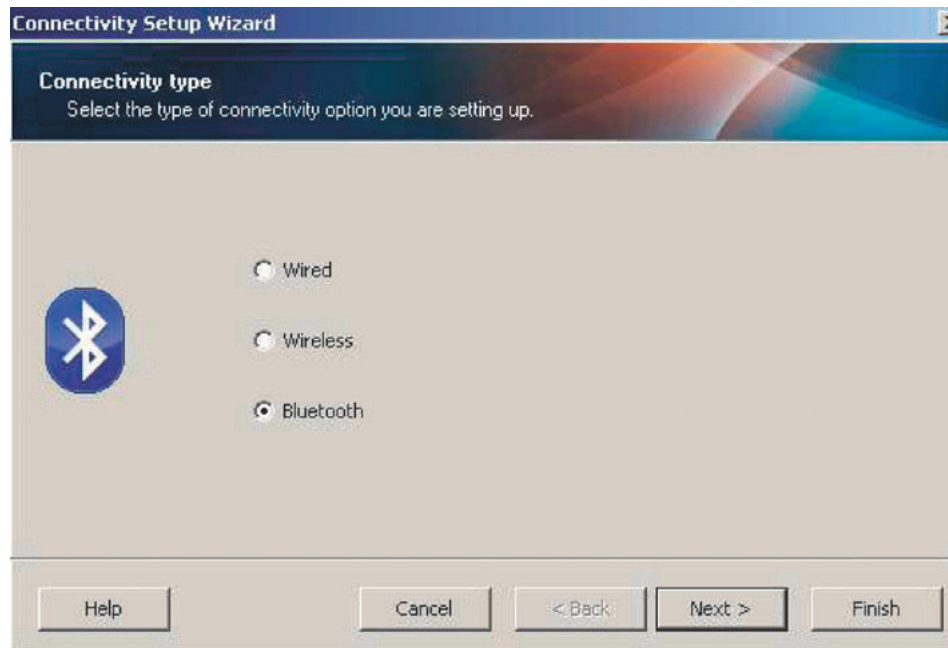 Connectivity Setup Wizard
Connectivity type
Select the type of connectivity option you are setting up.
Wired
Wireless
Bluetooth
Help Cancel < Back Next > Finish